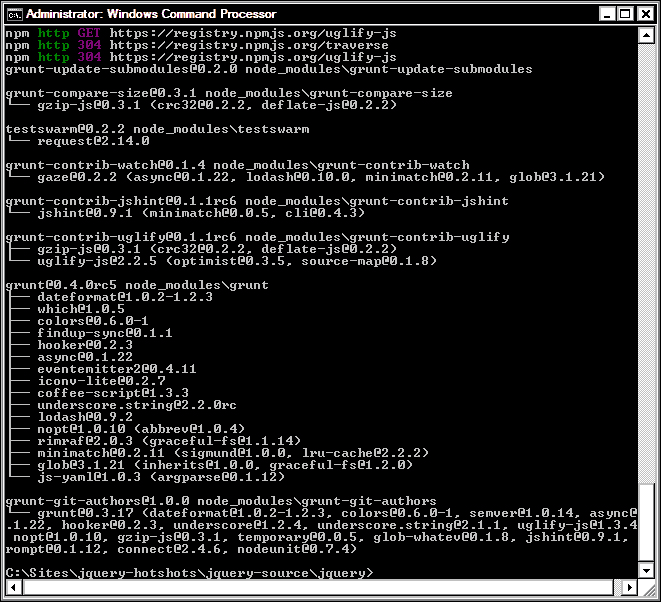 Administrator: Windows Command Processor
npm http GET https://registry.npmjs.org/uglify-js
npm http 304 https://registry.npmjs.org/traverse
npm http 304 https://registry.npmjs.org/uglify-js
grunt-update-submodules@0.2.0 node_modules\grunt-update-submodules
grunt-compare-size@0.3.1 node_modules\grunt-compare-size
└── gzip-js@0.3.1 (crc32@0.2.2, deflate-js@0.2.2)
testswarm@0.2.2 node_modules\testswarm
└── request@2.14.0
grunt-contrib-watch@0.1.4 node_modules\grunt-contrib-watch
└── gaze@0.2.2 (async@0.1.22, lodash@0.10.0, minimatch@0.2.11, glob@3.1.21)
grunt-contrib-jshint@0.1.1rc6 node_modules\grunt-contrib-jshint
└── jshint@0.9.1 (minimatch@0.0.5, cli@0.4.3)
grunt-contrib-uglify@0.1.1rc6 node_modules\grunt-contrib-uglify
├── gzip-js@0.3.1 (crc32@0.2.2, deflate-js@0.2.2)
└── uglify-js@2.2.5 (optimist@0.3.5, source-map@0.1.8)
grunt@0.4.0rc5 node_modules\grunt
├── dateformat@1.0.2-1.2.3
├── which@1.0.5
├── colors@0.6.0-1
├── findup-sync@0.1.1
├── hooker@0.2.3
├── async@0.1.22
├── eventemitter2@0.4.11
├── iconv-lite@0.2.7
├── coffee-script@1.3.3
├── underscore.string@2.2.0rc
├── lodash@0.9.2
├── nopt@1.0.10 (abbrev@1.0.4)
├── rimraf@2.0.3 (graceful-fs@1.1.14)
├── minimatch@0.2.11 (sigmund@1.0.0, lru-cache@2.2.2)
├── glob@3.1.21 (inherits@1.0.0, graceful-fs@1.2.0)
└── js-yaml@1.0.3 (argparse@0.1.12)
grunt-git-authors@1.0.0 node_modules\grunt-git-authors
└── grunt@0.3.17 (dateformat@1.0.2-1.2.3, colors@0.6.0-1, semver@1.0.14, async@0
.1.22, hooker@0.2.3, underscore@1.2.4, underscore.string@2.1.1, uglify-js@1.3.4,
nopt@1.0.10, gzip-js@0.3.1, temporary@0.0.5, glob-whatev@0.1.8, jshint@0.9.1, p
rompt@0.1.12, connect@2.4.6, nodeunit@0.7.4)
C:\Sites\jquery-hotshots\jquery-source\jquery>